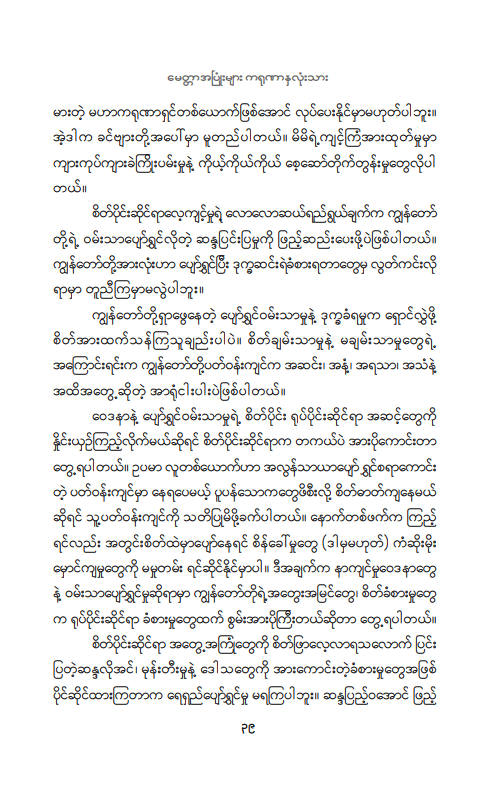 မေတ္တာအပြုံးများ ကရုဏာနှလုံးသား
မားတဲ့ မဟာကရုဏာရှင်တစ်ယောက်ဖြစ်အောင် လုပ်ပေးနိုင်မှာမဟုတ်ပါဘူး။
အဲ့ဒါက ခင်ဗျားတို့အပေါ်မှာ မူတည်ပါတယ်။ မိမိရဲ့ကျင့်ကြံအားထုတ်မှုမှာ
ကျားကုပ်ကျားခဲကြိုးပမ်းမှုနဲ့ ကိုယ့်ကိုယ်ကိုယ် စေ့ဆော်တိုက်တွန်းမှုတွေလိုပါ
တယ်။
စိတ်ပိုင်းဆိုင်ရာလေ့ကျင့်မှုရဲ့ လောလောဆယ်ရည်ရွယ်ချက်က ကျွန်တော်
တို့ရဲ့ ဝမ်းသာပျော်ရွှင်လိုတဲ့ ဆန္ဒပြင်းပြမှုကို ဖြည့်ဆည်းပေးဖို့ပဲဖြစ်ပါတယ်။
ကျွန်တော်တို့အားလုံးဟာ ပျော်ရွှင်ပြီး ဒုက္ခဆင်းရဲခံစားရတာတွေမှ လွတ်ကင်းလို
ရာမှာ တူညီကြမှာမလွဲပါဘူး။
ကျွန်တော်တို့ရှာဖွေနေတဲ့ ပျော်ရွှင်ဝမ်းသာမှုနဲ့ ဒုက္ခခံရမှုက ရှောင်လွှဲဖို့
စိတ်အားထက်သန်ကြသူချည်းပါပဲ။ စိတ်ချမ်းသာမှုနဲ့ မချမ်းသာမှုတွေရဲ့
အကြောင်းရင်းက ကျွန်တော်တို့ပတ်ဝန်းကျင်က အဆင်း၊ အနံ့၊ အရသာ၊ အသံနဲ့
အထိအတွေ့ဆိုတဲ့ အာရုံငါးပါးပဲဖြစ်ပါတယ်။
ဝေဒနာနဲ့ ပျော်ရွှင်ဝမ်းသာမှုရဲ့ စိတ်ပိုင်း ရုပ်ပိုင်းဆိုင်ရာ အဆင့်တွေကို
နှိုင်းယှဉ်ကြည့်လိုက်မယ်ဆိုရင် စိတ်ပိုင်းဆိုင်ရာက တကယ်ပဲ အားပိုကောင်းတာ
တွေ့ရပါတယ်။ ဥပမာ လူတစ်ယောက်ဟာ အလွန်သာယာပျော်ရွှင်စရာကောင်း
တဲ့ ပတ်ဝန်းကျင်မှာ နေရပေမယ့် ပူပန်သောကတွေဖိစီးလို့ စိတ်ဓာတ်ကျနေမယ်
ဆိုရင် သူ့ပတ်ဝန်းကျင်ကို သတိပြုမိဖို့ခက်ပါတယ်။ နောက်တစ်ဖက်က ကြည့်
ရင်လည်း အတွင်းစိတ်ထဲမှာပျော်နေရင် စိန်ခေါ်မှုတွေ (ဒါမှမဟုတ်) ကံဆိုးမိုး
မှောင်ကျမှုတွေကို မမှုတမ်း ရင်ဆိုင်နိုင်မှာပါ။ ဒီအချက်က နာကျင်မှုဝေဒနာတွေ
နဲ့ ဝမ်းသာပျော်ရွှင်မှုဆိုရာမှာ ကျွန်တော်တို့ရဲ့အတွေးအမြင်တွေ၊ စိတ်ခံစားမှုတွေ
က ရုပ်ပိုင်းဆိုင်ရာ ခံစားမှုတွေထက် စွမ်းအားပိုကြီးတယ်ဆိုတာ တွေ့ရပါတယ်။
စိတ်ပိုင်းဆိုင်ရာ အတွေ့အကြုံတွေကို စိတ်ဖြာလေ့လာရသလောက် ပြင်း
ပြတဲ့ဆန္ဒလိုအင်၊ မုန်းတီးမှုနဲ့ ဒေါသတွေကို အားကောင်းတဲ့ခံစားမှုတွေအဖြစ်
ပိုင်ဆိုင်ထားကြတာက ရေရှည်ပျော်ရွှင်မှု မရကြပါဘူး။ ဆန္ဒပြည့်ဝအောင် ဖြည့်
၃၉